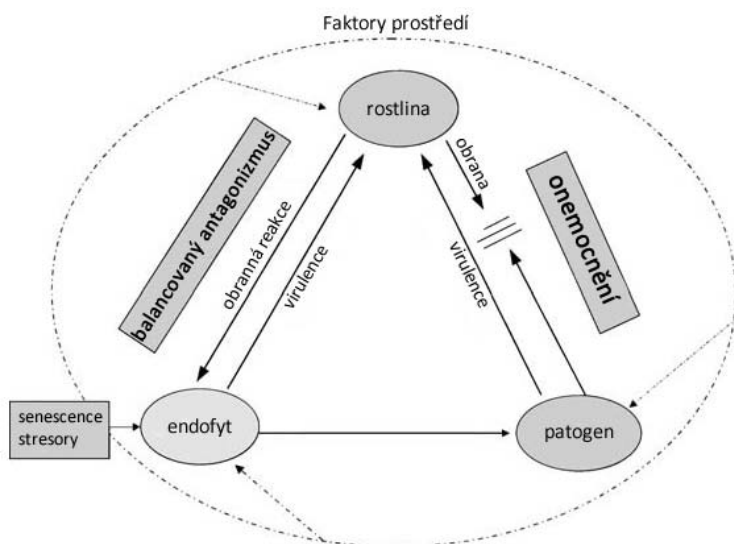 Faktory prostředí
rostlina
balancovaný antagonizmus
obranná reakce
virulence
obrana
virulence
onemocnění
senescence
stresory
endofyt
patogen